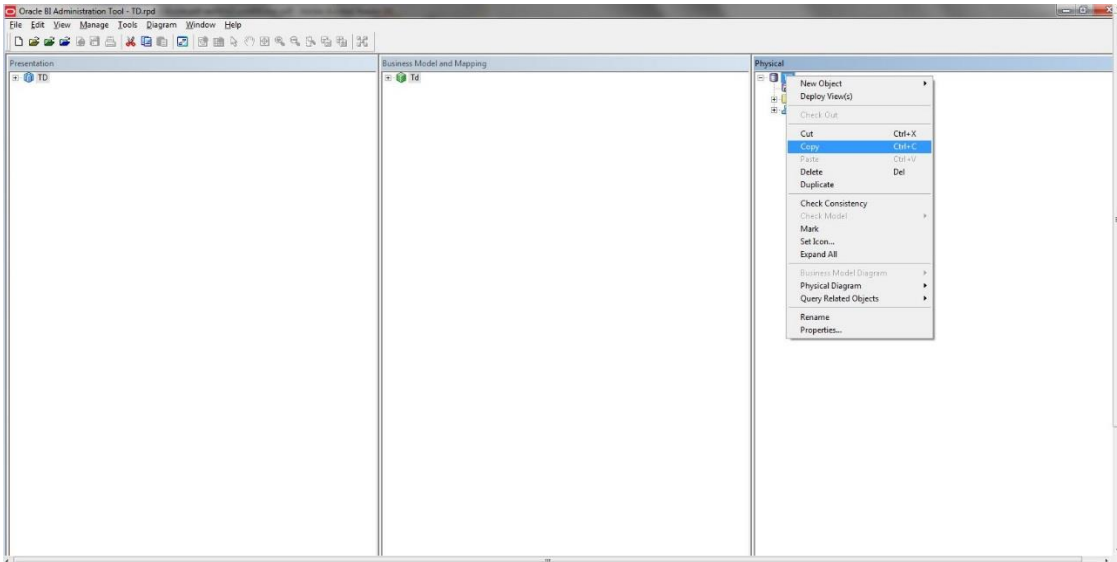 Oracle BI Administration Tool - TD.rpd
File Edit View Manage Tools Diagram Window Help
Presentation
TD
Business Model and Mapping
Td
Physical
New Object
Deploy View(s)
Check Out
Cut Ctrl+X
Copy Ctrl+C
Paste Ctrl+V
Delete Del
Duplicate
Check Consistency
Check Model
Mark
Set Icon...
Expand All
Business Model Diagram
Physical Diagram
Query Related Objects
Rename
Properties...